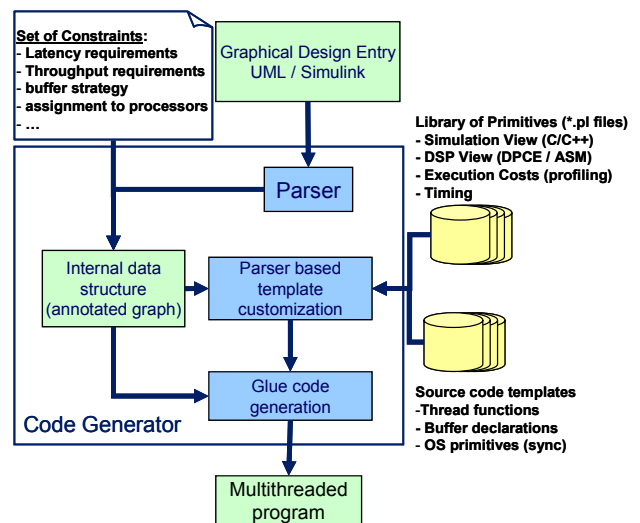 Set of Constraints:
- Latency requirements
- Throughput requirements
- buffer strategy
- assignment to processors
- ...
Graphical Design Entry
UML / Simulink
Library of Primitives (*.pl files)
- Simulation View (C/C++)
- DSP View (DPCE / ASM)
- Execution Costs (profiling)
- Timing
Parser
Internal data
structure
(annotated graph)
Parser based
template
customization
Glue code
generation
Code Generator
Source code templates
-Thread functions
- Buffer declarations
- OS primitives (sync)
Multithreaded
program